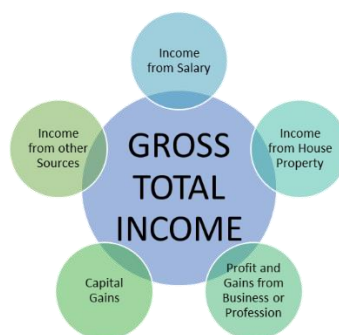 Income
from Salary
Income
from other
Sources
GROSS
TOTAL
INCOME
Income
from House
Property
Capital
Gains
Profit and
Gains from
Business or
Profession